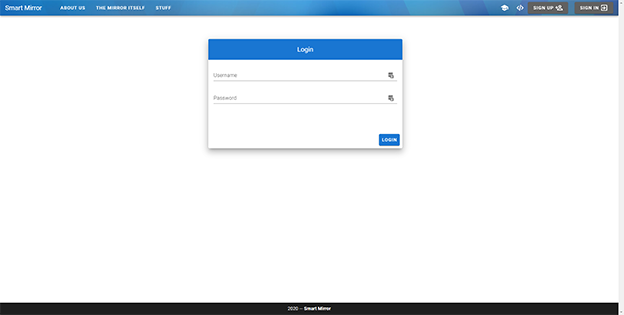 Smart Mirror ABOUT US THE MIRROR ITSELF STUFF SIGN UP SIGN IN
Login
Username
Password
LOGIN
2020 — Smart Mirror